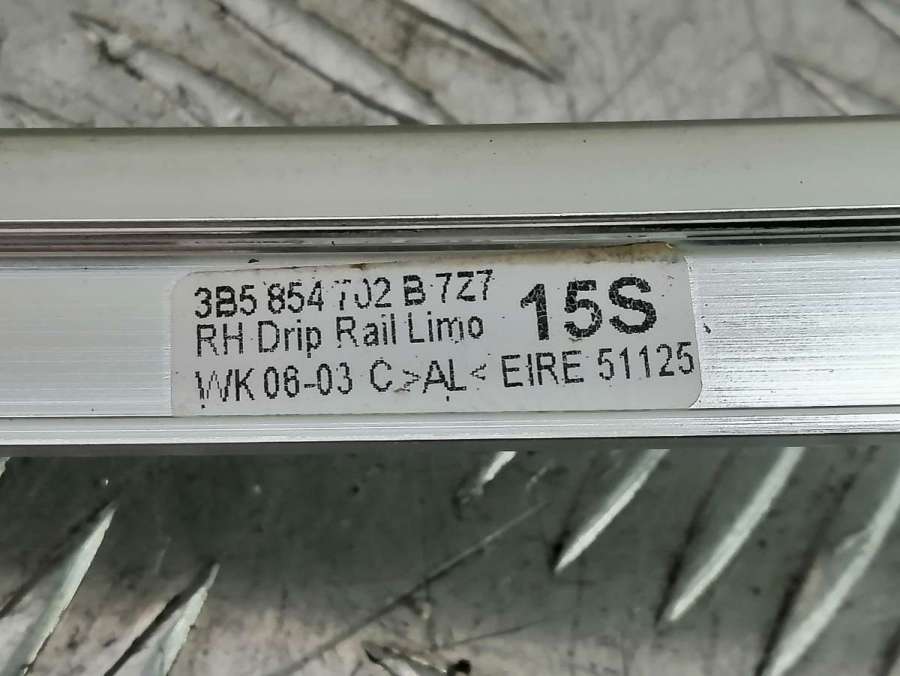 3B5 854 702 B 7Z7
15S
RH Drip Rail Limo
WK 06-03 C >AL< EIRE 51125